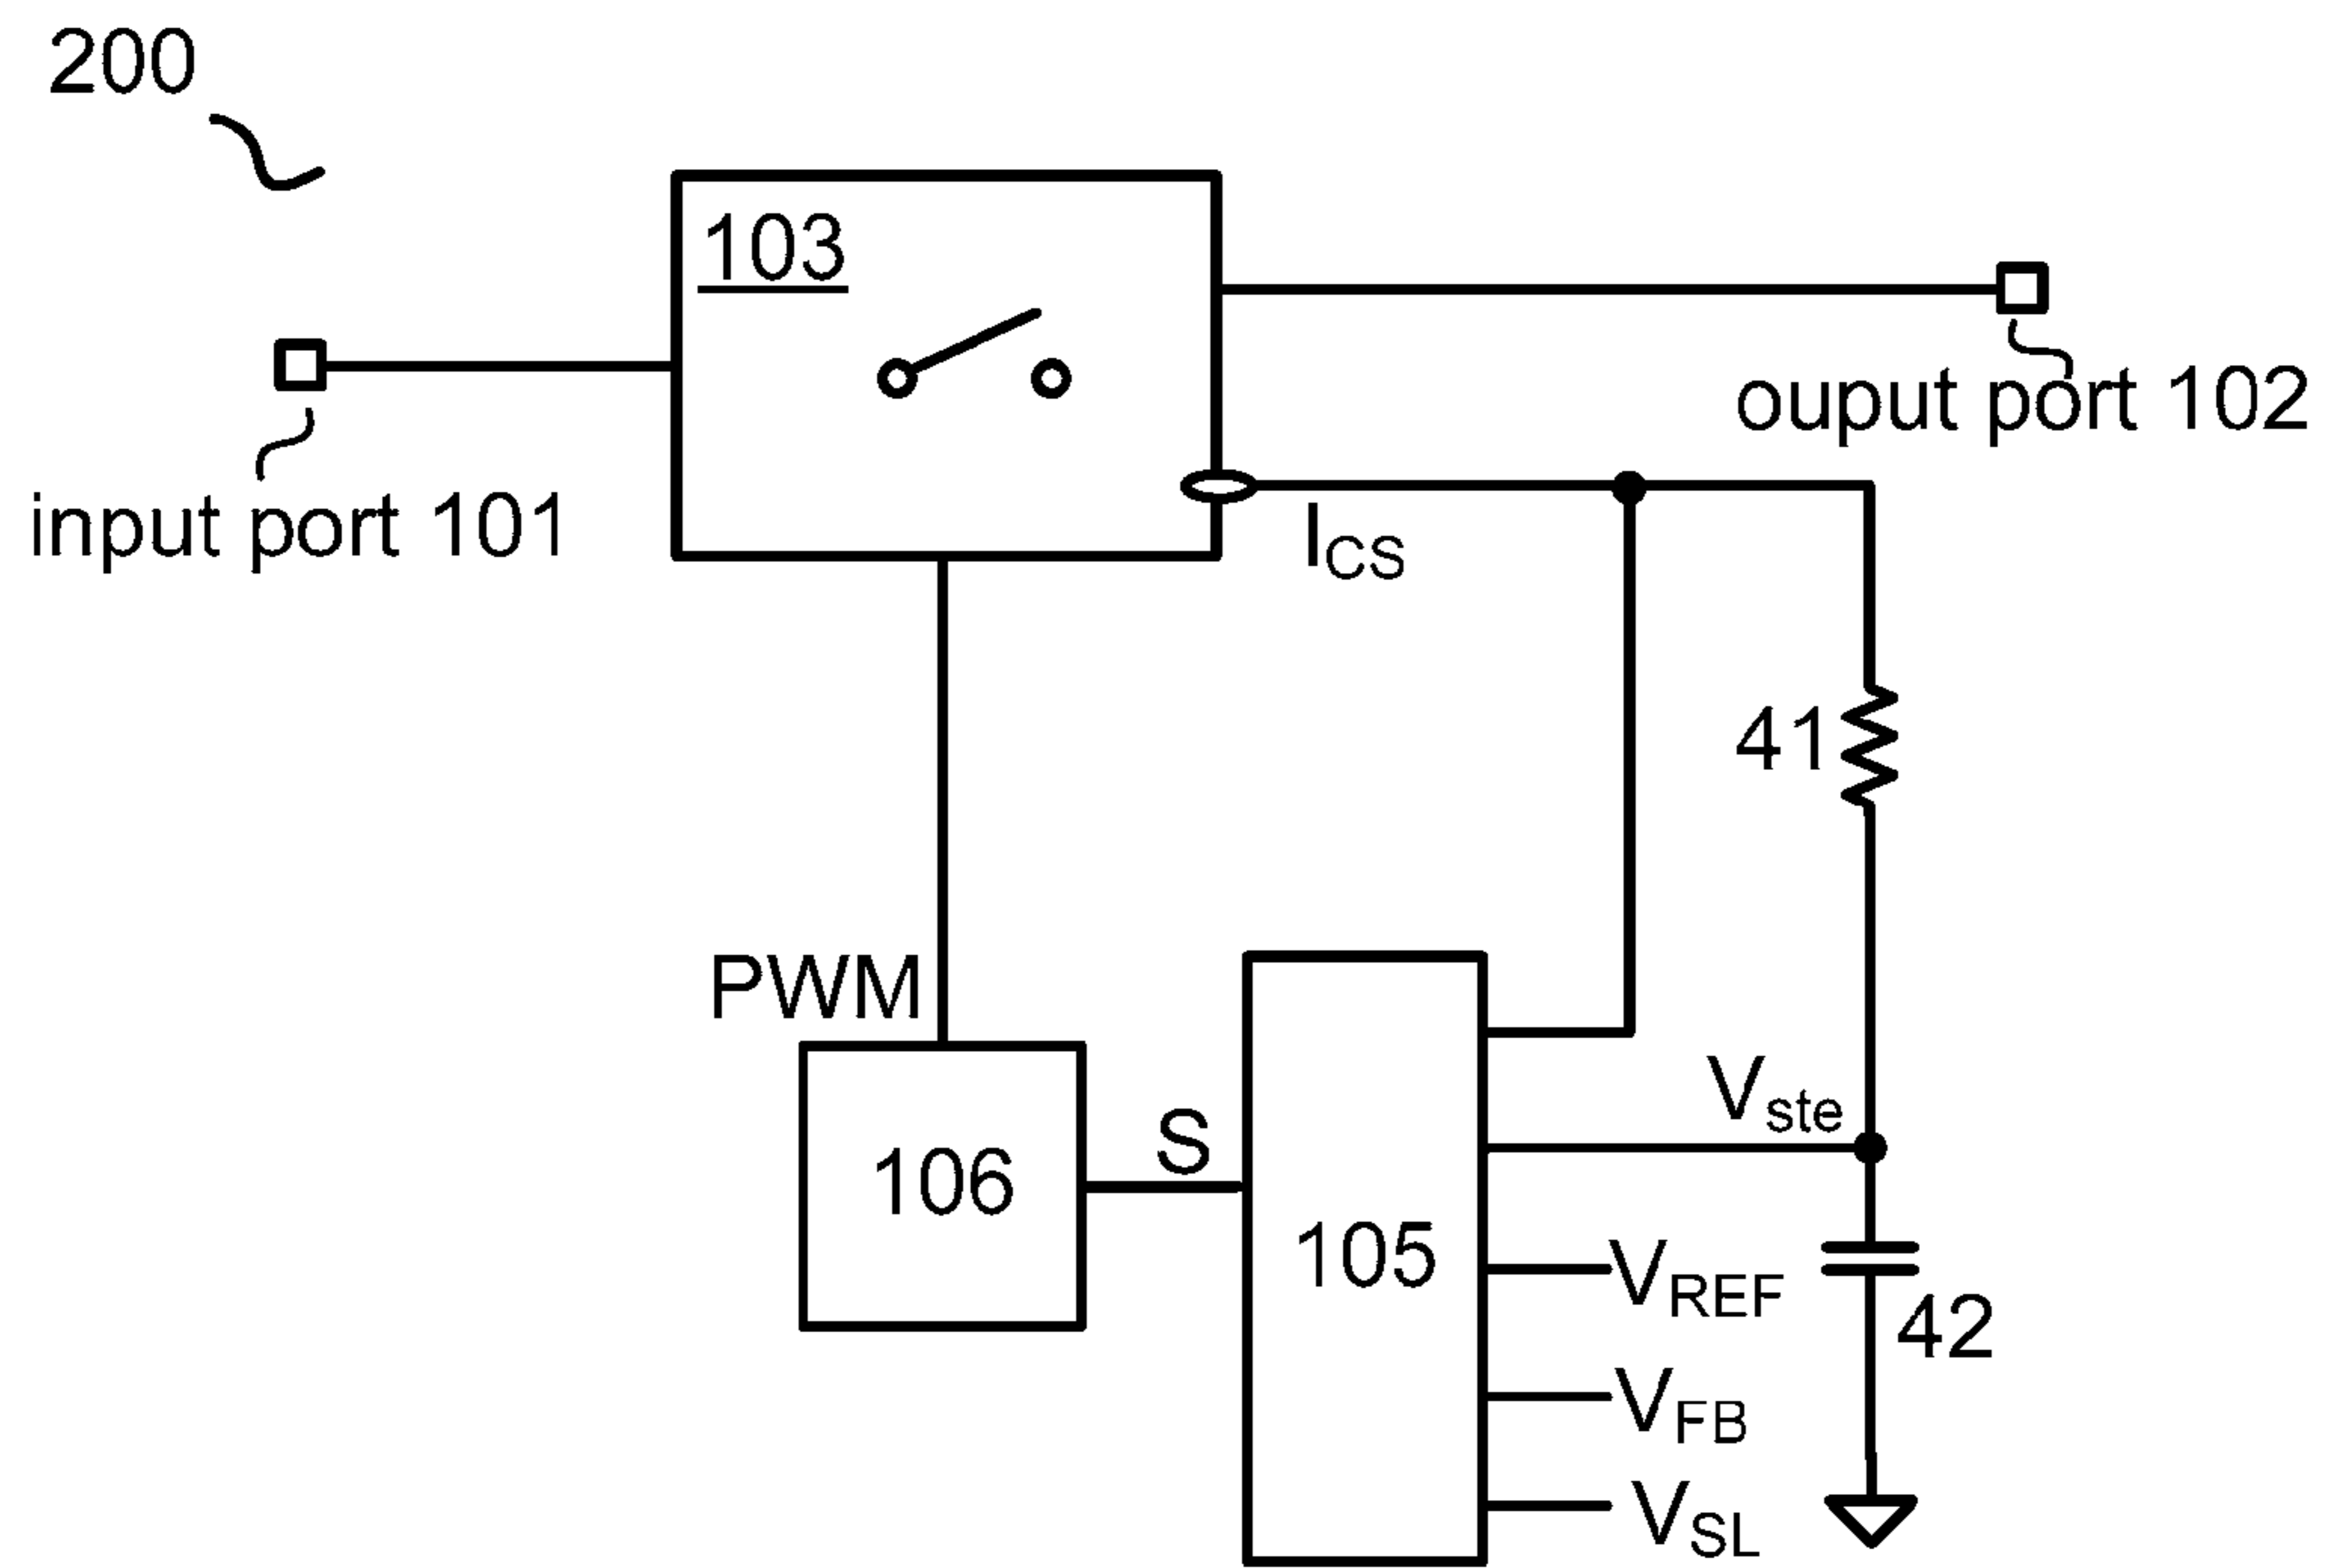 200
103
ouput port 102
input port 101
ICS
41
PWM
Vste
S
106
105
VREF
42
VFB
VSL